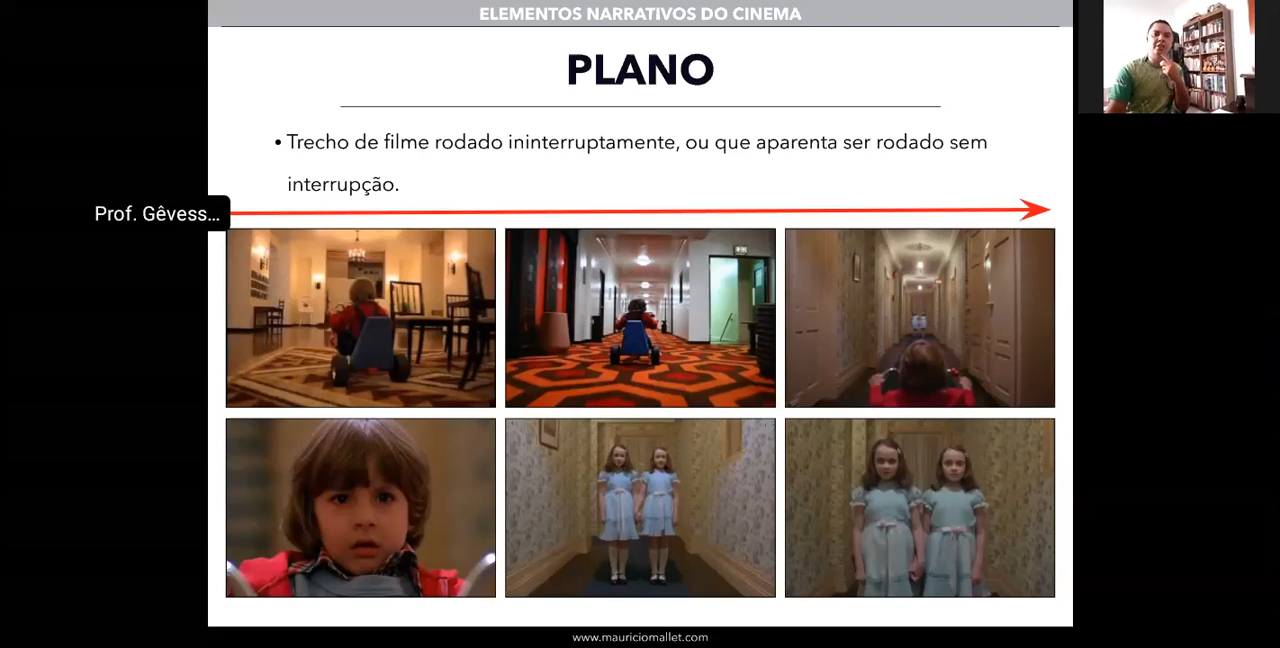 ELEMENTOS NARRATIVOS DO CINEMA
PLANO
• Trecho de filme rodado ininterruptamente, ou que aparenta ser rodado sem
interrupção.
Prof. Gêvess...
www.mauriciomallet.com